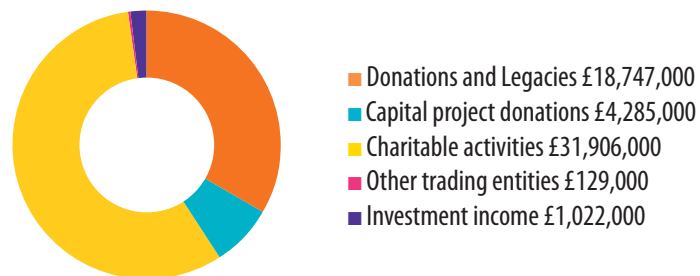 Donations and Legacies £18,747,000
Capital project donations £4,285,000
Charitable activities £31,906,000
Other trading entities £129,000
Investment income £1,022,000